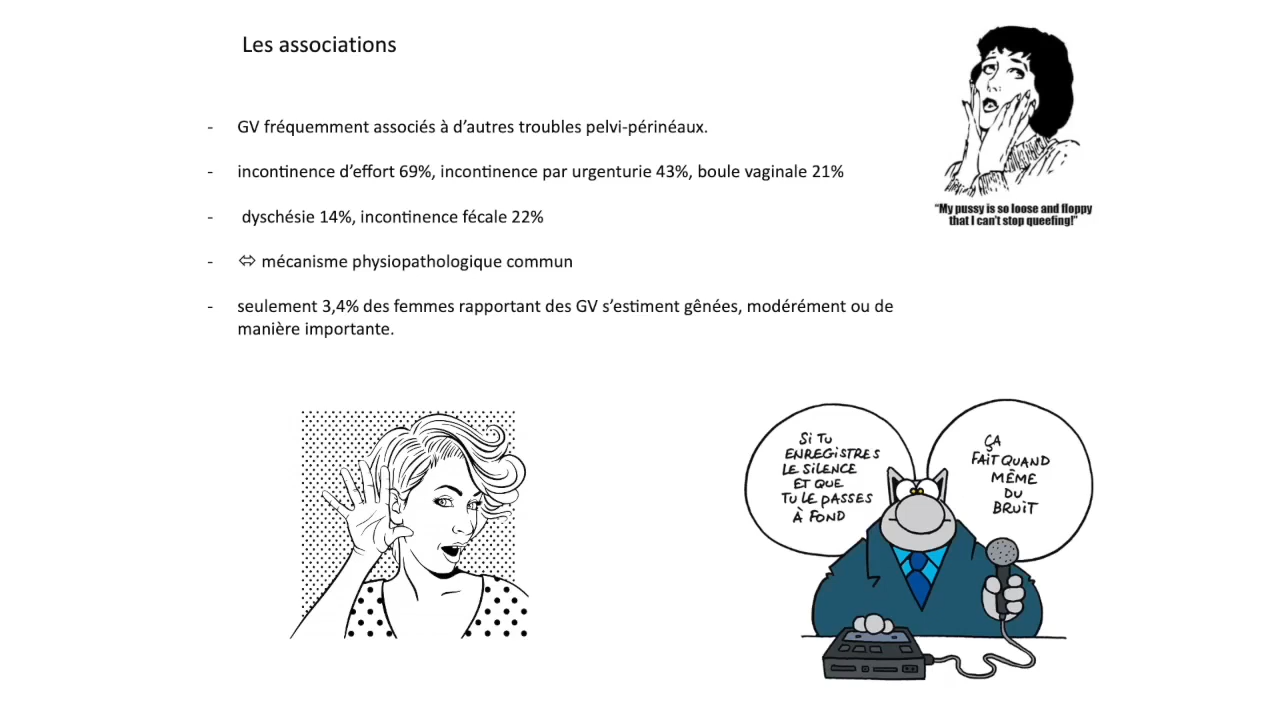 Les associations
- GV fréquemment associés à d'autres troubles pelvi-périnéaux.
- incontinence d'effort 69%, incontinence par urgenturie 43%, boule vaginale 21%
- dyschésie 14%, incontinence fécale 22%
- ⬄ mécanisme physiopathologique commun
- seulement 3,4% des femmes rapportant des GV s'estiment gênées, modérément ou de
manière importante.
"My pussy is so loose and floppy
that I can't stop queefing!"
SI TU
ENREGISTRES
LE SILENCE
ET QUE
TU LE PASSES
À FOND
ÇA
FAIT QUAND
MÊME
DU
BRUIT